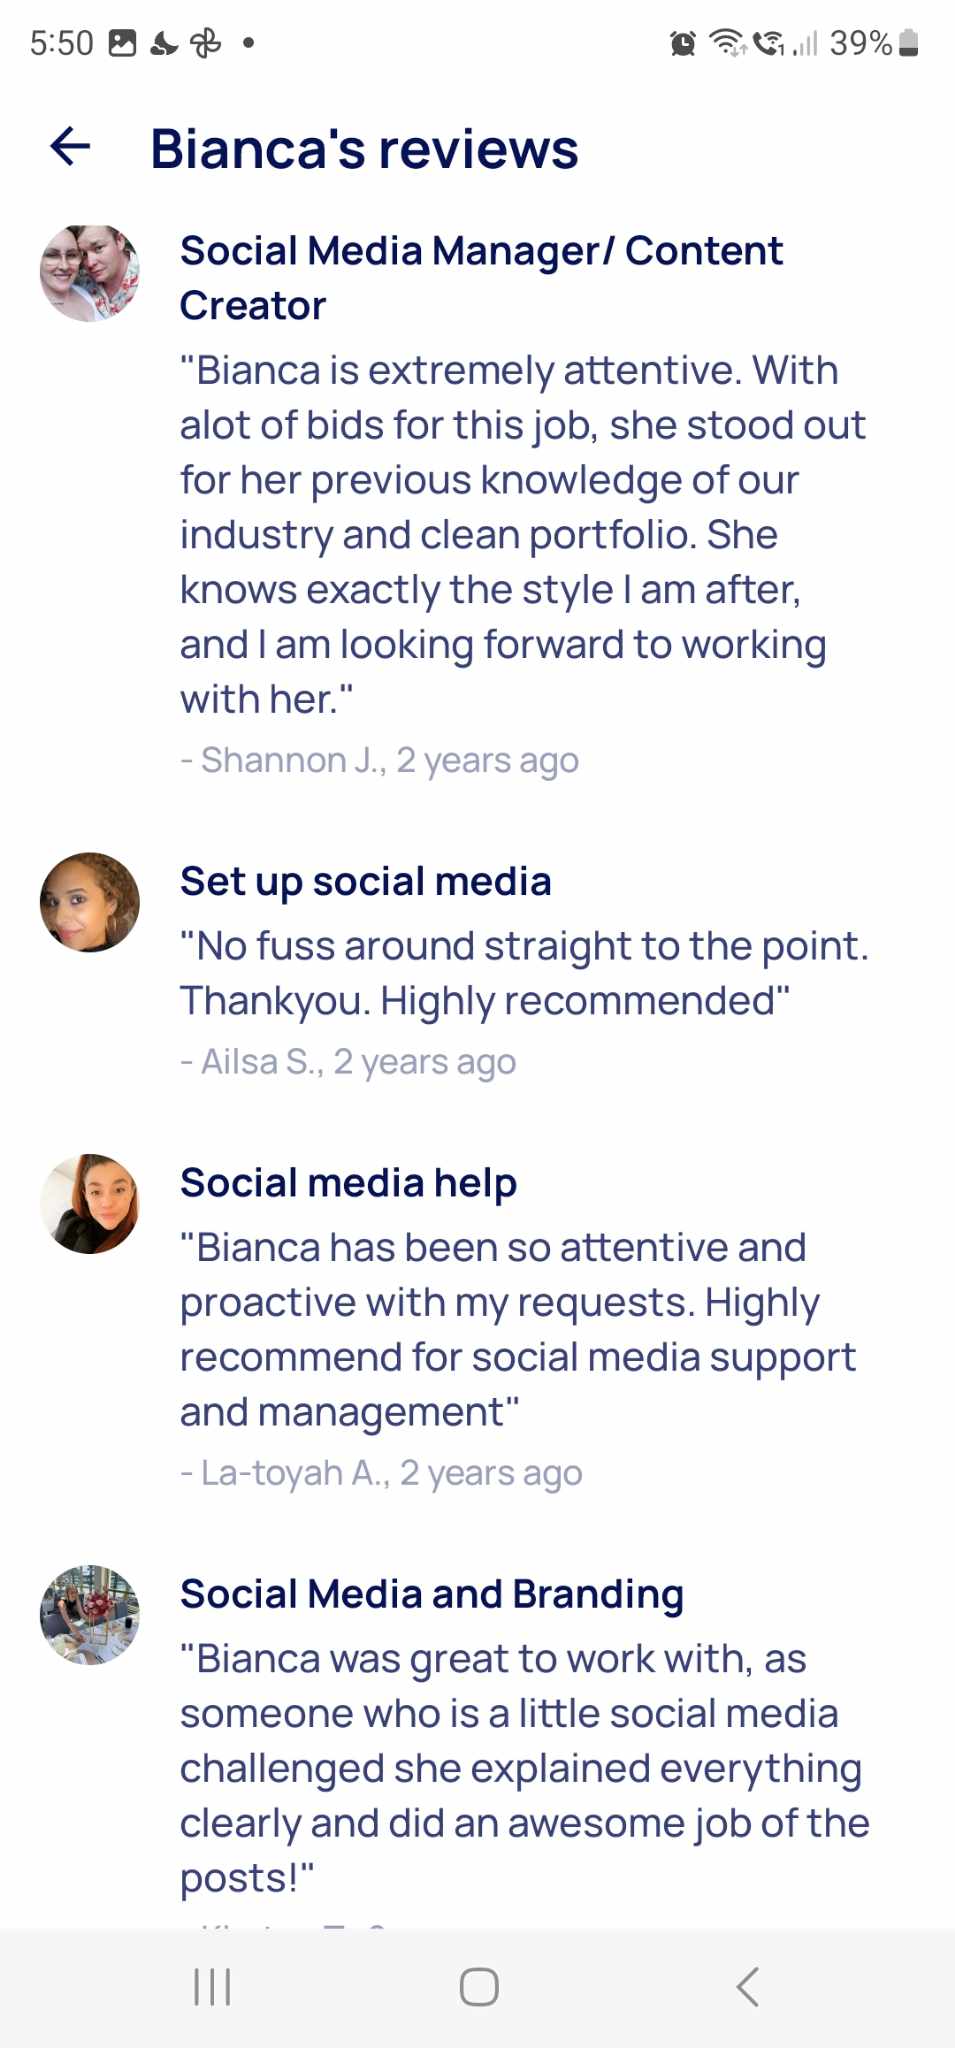 5:50
39%
Bianca's reviews
Social Media Manager/ Content
Creator
"Bianca is extremely attentive. With
alot of bids for this job, she stood out
for her previous knowledge of our
industry and clean portfolio. She
knows exactly the style I am after,
and I am looking forward to working
with her."
- Shannon J., 2 years ago
Set up social media
"No fuss around straight to the point.
Thankyou. Highly recommended"
- Ailsa S., 2 years ago
Social media help
"Bianca has been so attentive and
proactive with my requests. Highly
recommend for social media support
and management"
- La-toyah A., 2 years ago
Social Media and Branding
"Bianca was great to work with, as
someone who is a little social media
challenged she explained everything
clearly and did an awesome job of the
posts!"